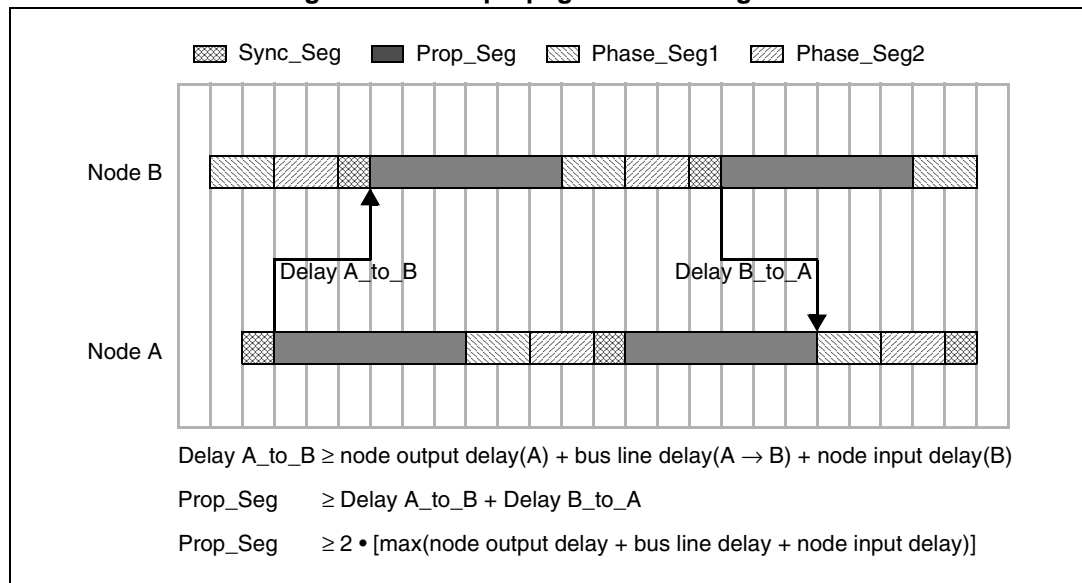 Sync_Seg Prop_Seg Phase_Seg1 Phase_Seg2
Node B
Delay A_to_B Delay B_to_A
Node A
Delay A_to_B ≥ node output delay(A) + bus line delay(A → B) + node input delay(B)
Prop_Seg ≥ Delay A_to_B + Delay B_to_A
Prop_Seg ≥ 2 • [max(node output delay + bus line delay + node input delay)]